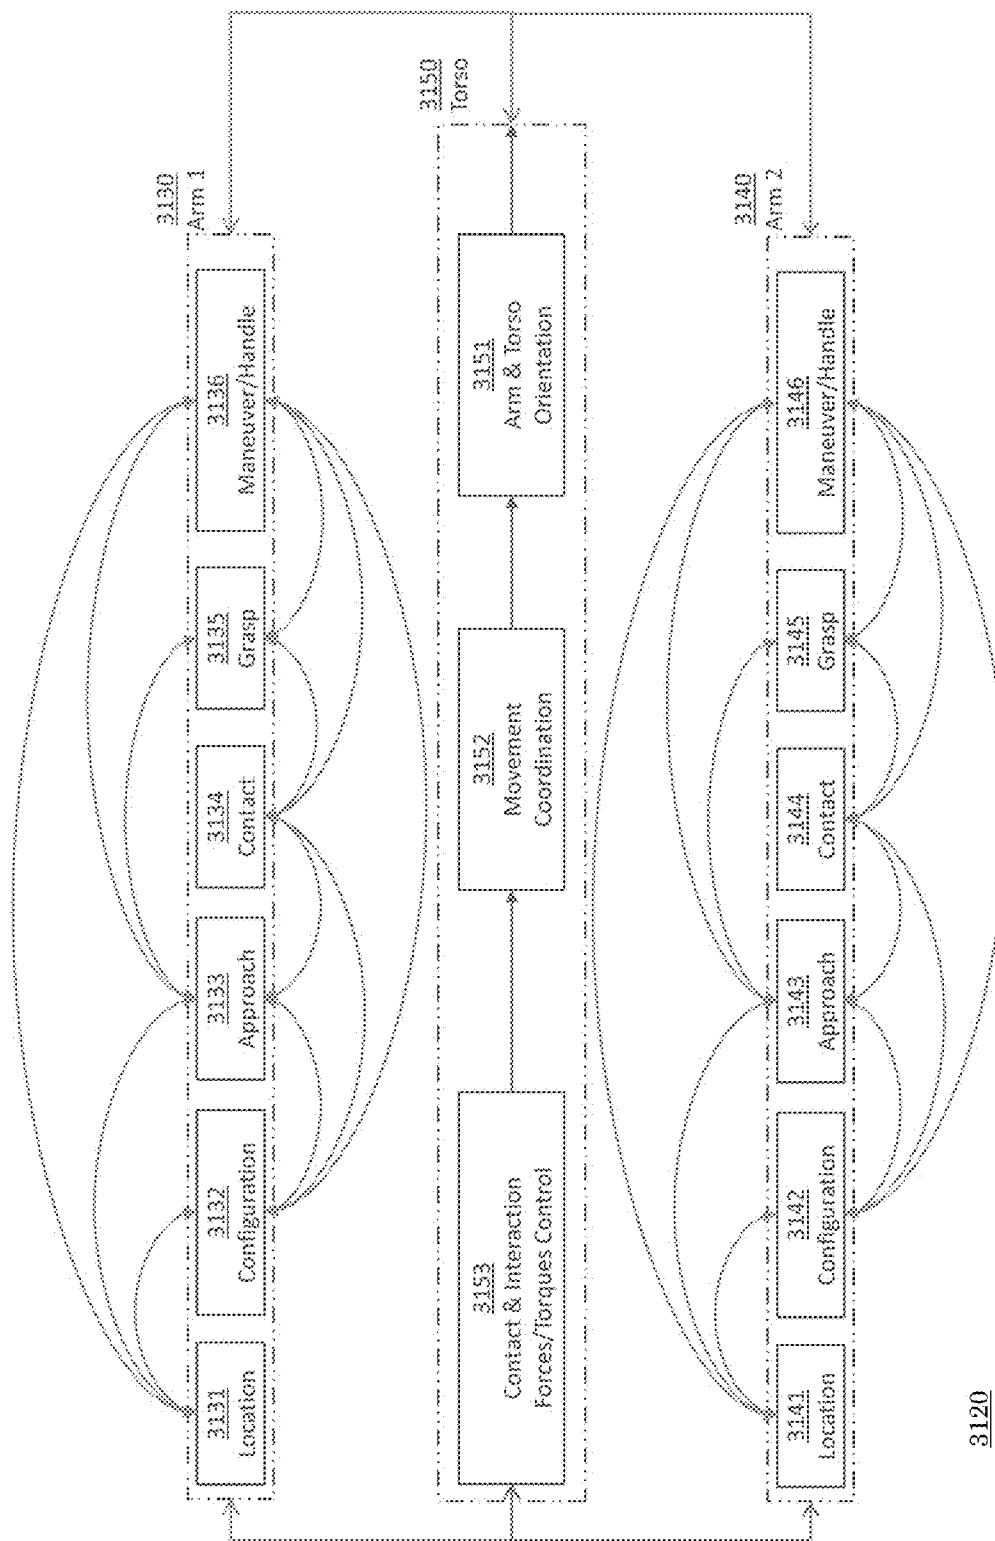 3130
Arm 1
3131
Location
3132
Configuration
3133
Approach
3134
Contact
3135
Grasp
3136
Maneuver/Handle
3150
Torso
3153
Contact & Interaction
Forces/Torques Control
3152
Movement
Coordination
3151
Arm & Torso
Orientation
3140
Arm 2
3141
Location
3142
Configuration
3143
Approach
3144
Contact
3145
Grasp
3146
Maneuver/Handle
3120